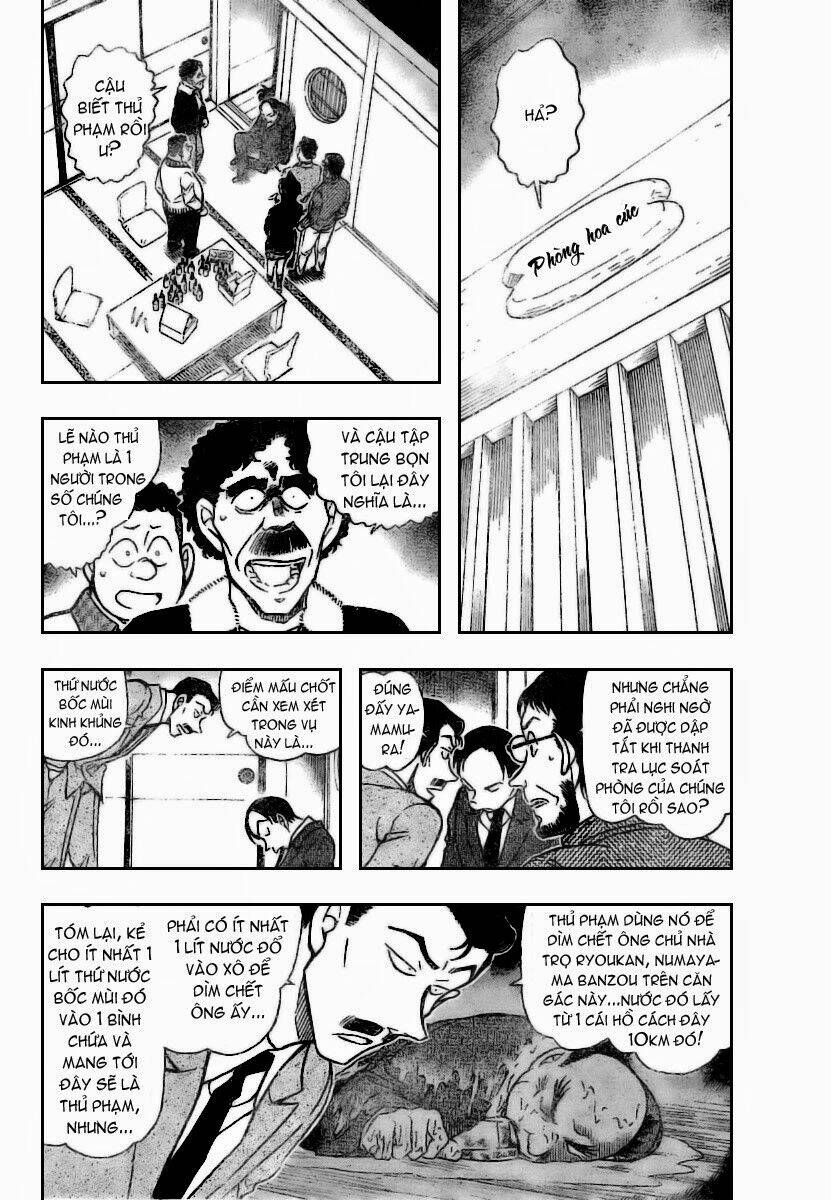 HẢ?
Phòng hoa cúc
CẬU
BIẾT THỦ
PHẠM RỒI
Ư?
VÀ CẬU TẬP
TRUNG BỌN
TÔI LẠI ĐÂY
NGHĨA LÀ...
LẼ NÀO THỦ
PHẠM LÀ 1
NGƯỜI TRONG
SỐ CHÚNG
TÔI...?
NHƯNG CHẲNG
PHẢI NGHI NGỜ
ĐÃ ĐƯỢC DẬP
TẮT KHI THANH
TRA LỤC SOÁT
PHÒNG CỦA CHÚNG
TÔI RỒI SAO?
ĐÚNG
ĐẤY YA-
MAMU-
RA!
ĐIỂM MẤU CHỐT
CẦN XEM XÉT
TRONG VỤ
NÀY LÀ...
THỨ NƯỚC
BỐC MÙI
KINH KHỦNG
ĐÓ...
THỦ PHẠM DÙNG NÓ ĐỂ
DÌM CHẾT ÔNG CHỦ NHÀ
TRỌ RYOUKAN, NUMAYA-
MA BANZOU TRÊN CĂN
GÁC NÀY...NƯỚC ĐÓ LẤY
TỪ 1 CÁI HỒ CÁCH ĐÂY
10KM ĐÓ!
PHẢI CÓ ÍT NHẤT
1 LÍT NƯỚC ĐỔ
VÀO XÔ ĐỂ
DÌM CHẾT
ÔNG ẤY...
TÓM LẠI, KẺ
CHO ÍT NHẤT 1
LÍT THỨ NƯỚC
BỐC MÙI ĐÓ
VÀO 1 BÌNH
CHỨA VÀ
MANG TỚI
ĐÂY SẼ LÀ
THỦ PHẠM,
NHƯNG...